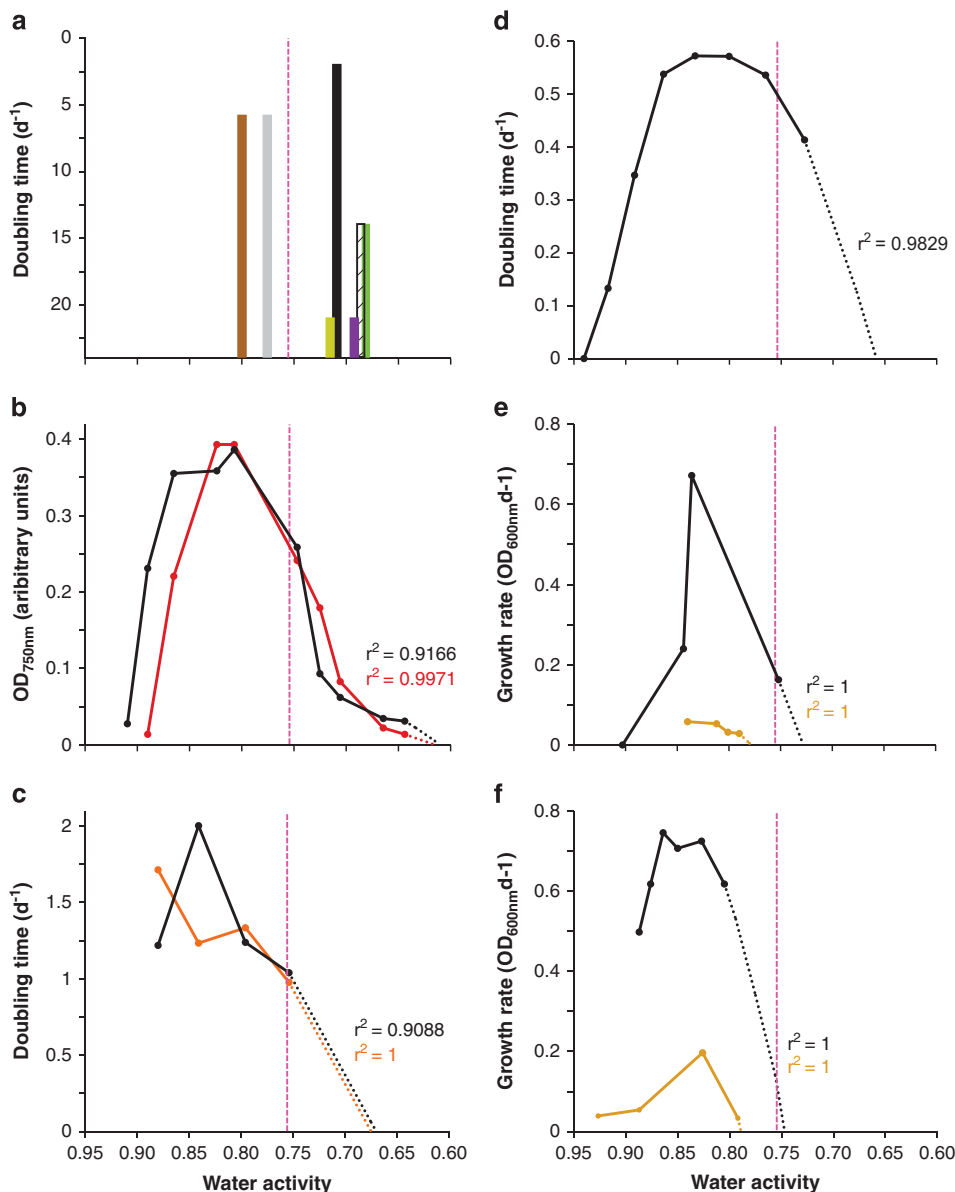 a
0
5
10
15
20
Doubling time (d⁻¹)
b
0.4
0.3
0.2
0.1
0
OD750nm (aribitrary units)
r² = 0.9166
r² = 0.9971
c
2
1.5
1
0.5
0
Doubling time (d⁻¹)
r² = 0.9088
r² = 1
0.95 0.90 0.85 0.80 0.75 0.70 0.65 0.60
Water activity
d
0.6
0.5
0.4
0.3
0.2
0.1
0
Doubling time (d⁻¹)
r² = 0.9829
e
0.8
0.6
0.4
0.2
0
Growth rate (OD600nmd-1)
r² = 1
r² = 1
f
0.8
0.6
0.4
0.2
0
Growth rate (OD600nmd-1)
r² = 1
r² = 1
0.95 0.90 0.85 0.80 0.75 0.70 0.65 0.60
Water activity